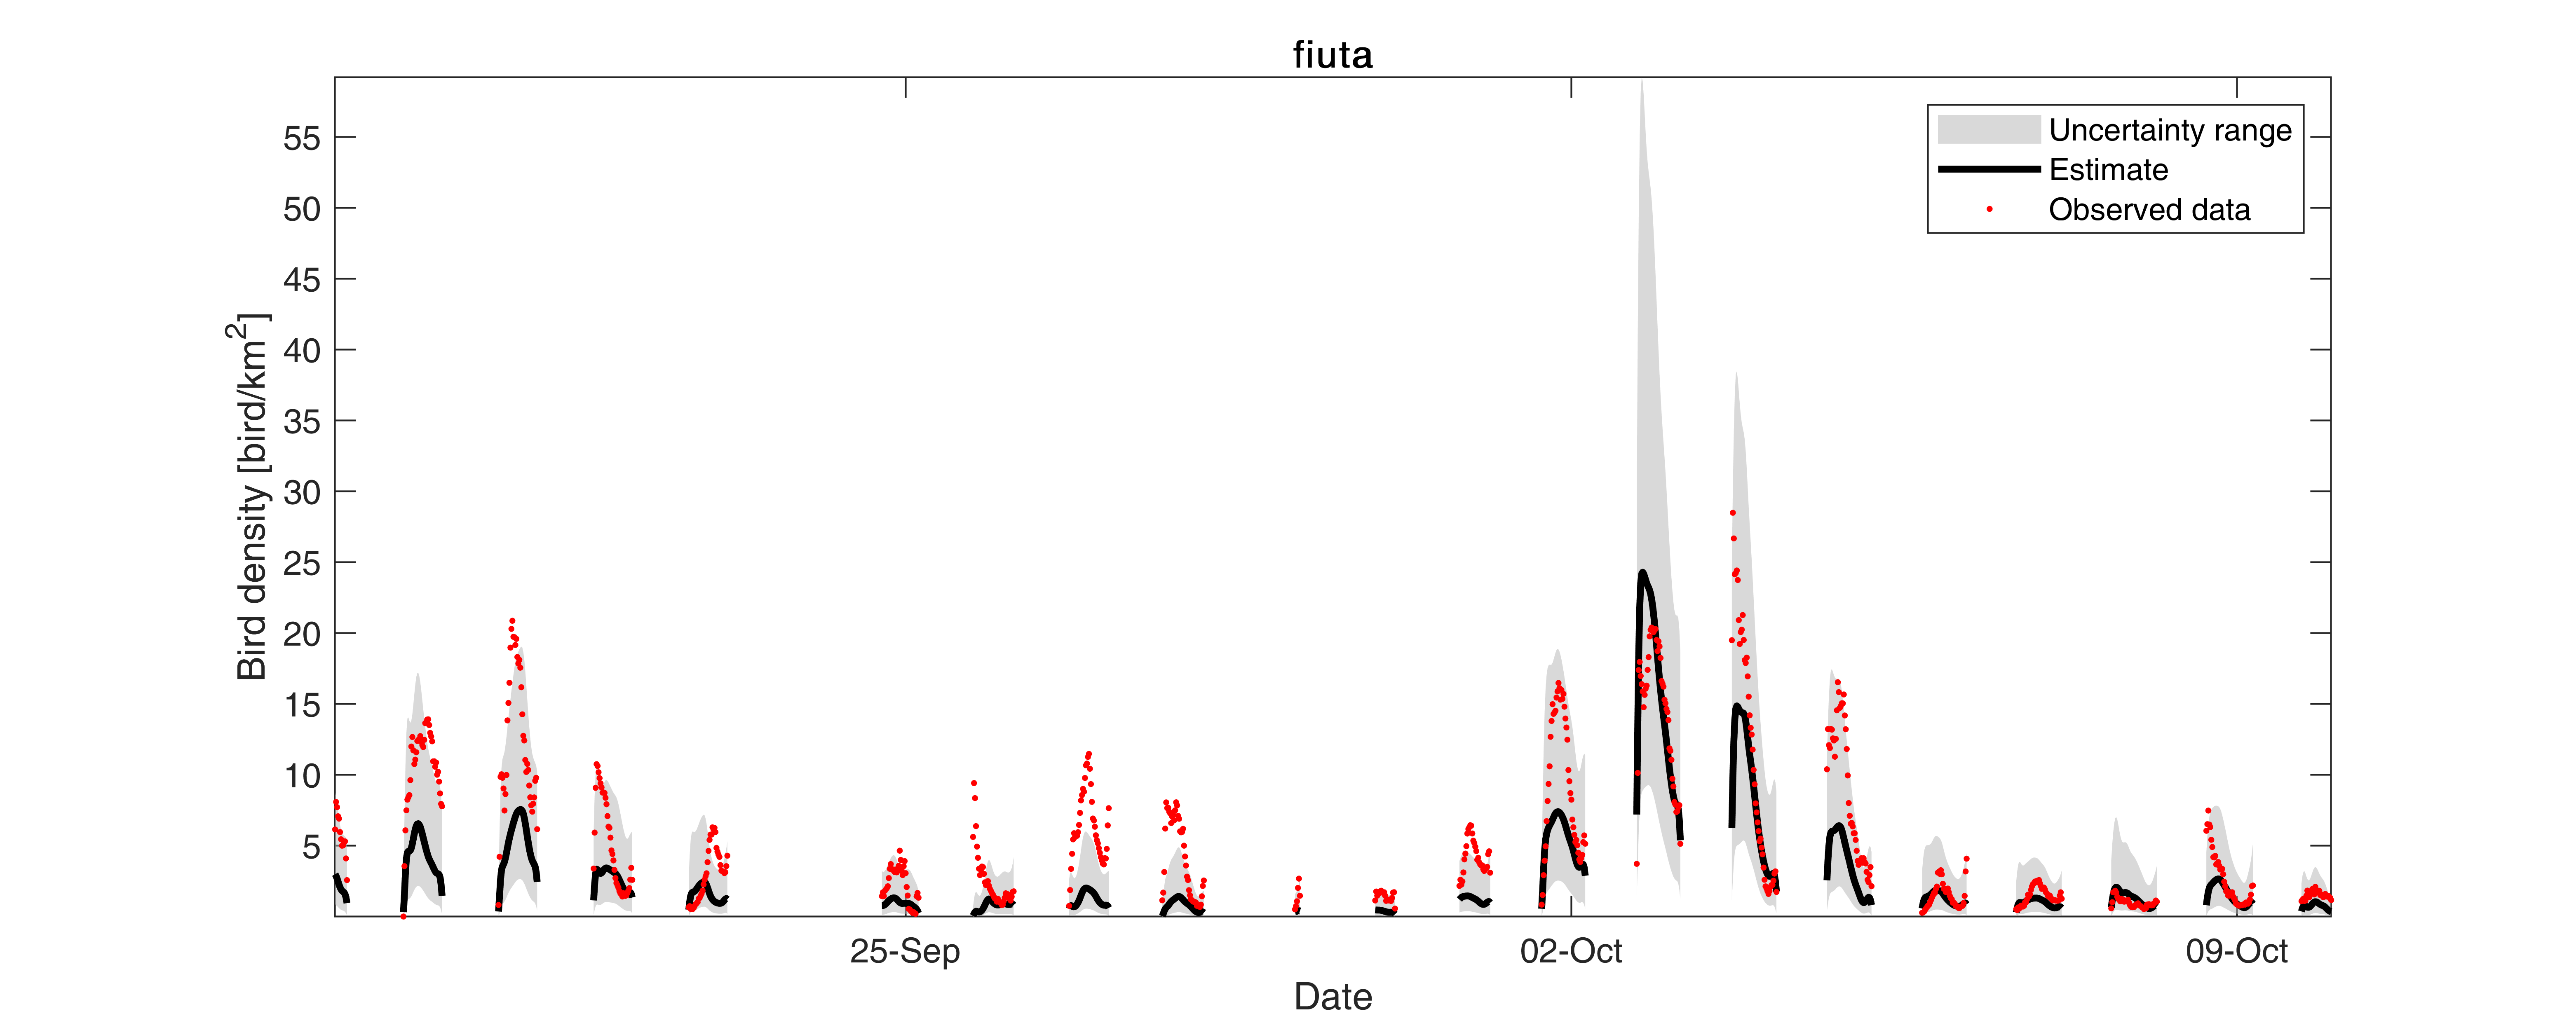 fiuta
Uncertainty range
Estimate
Observed data
55
50
45
40
35
30
25
20
15
10
5
Bird density [bird/km²]
25-Sep
02-Oct
09-Oct
Date